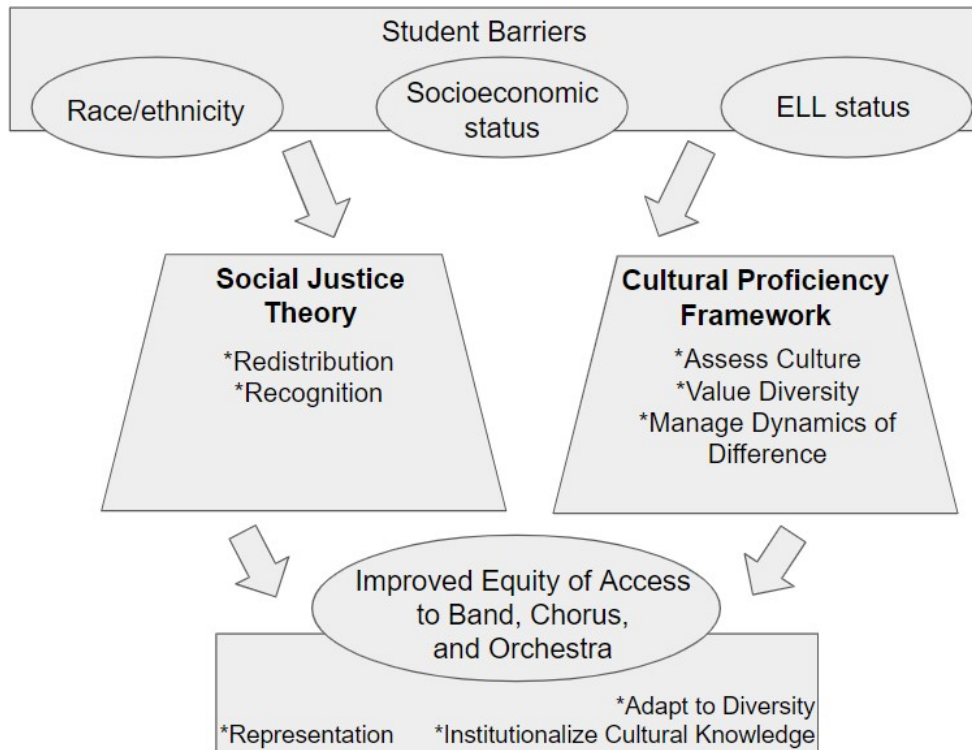 Student Barriers
Race/ethnicity
Socioeconomic
status
ELL status
Social Justice
Theory
*Redistribution
*Recognition
Cultural Proficiency
Framework
*Assess Culture
*Value Diversity
*Manage Dynamics of
Difference
Improved Equity of Access
to Band, Chorus,
and Orchestra
*Representation
*Adapt to Diversity
*Institutionalize Cultural Knowledge